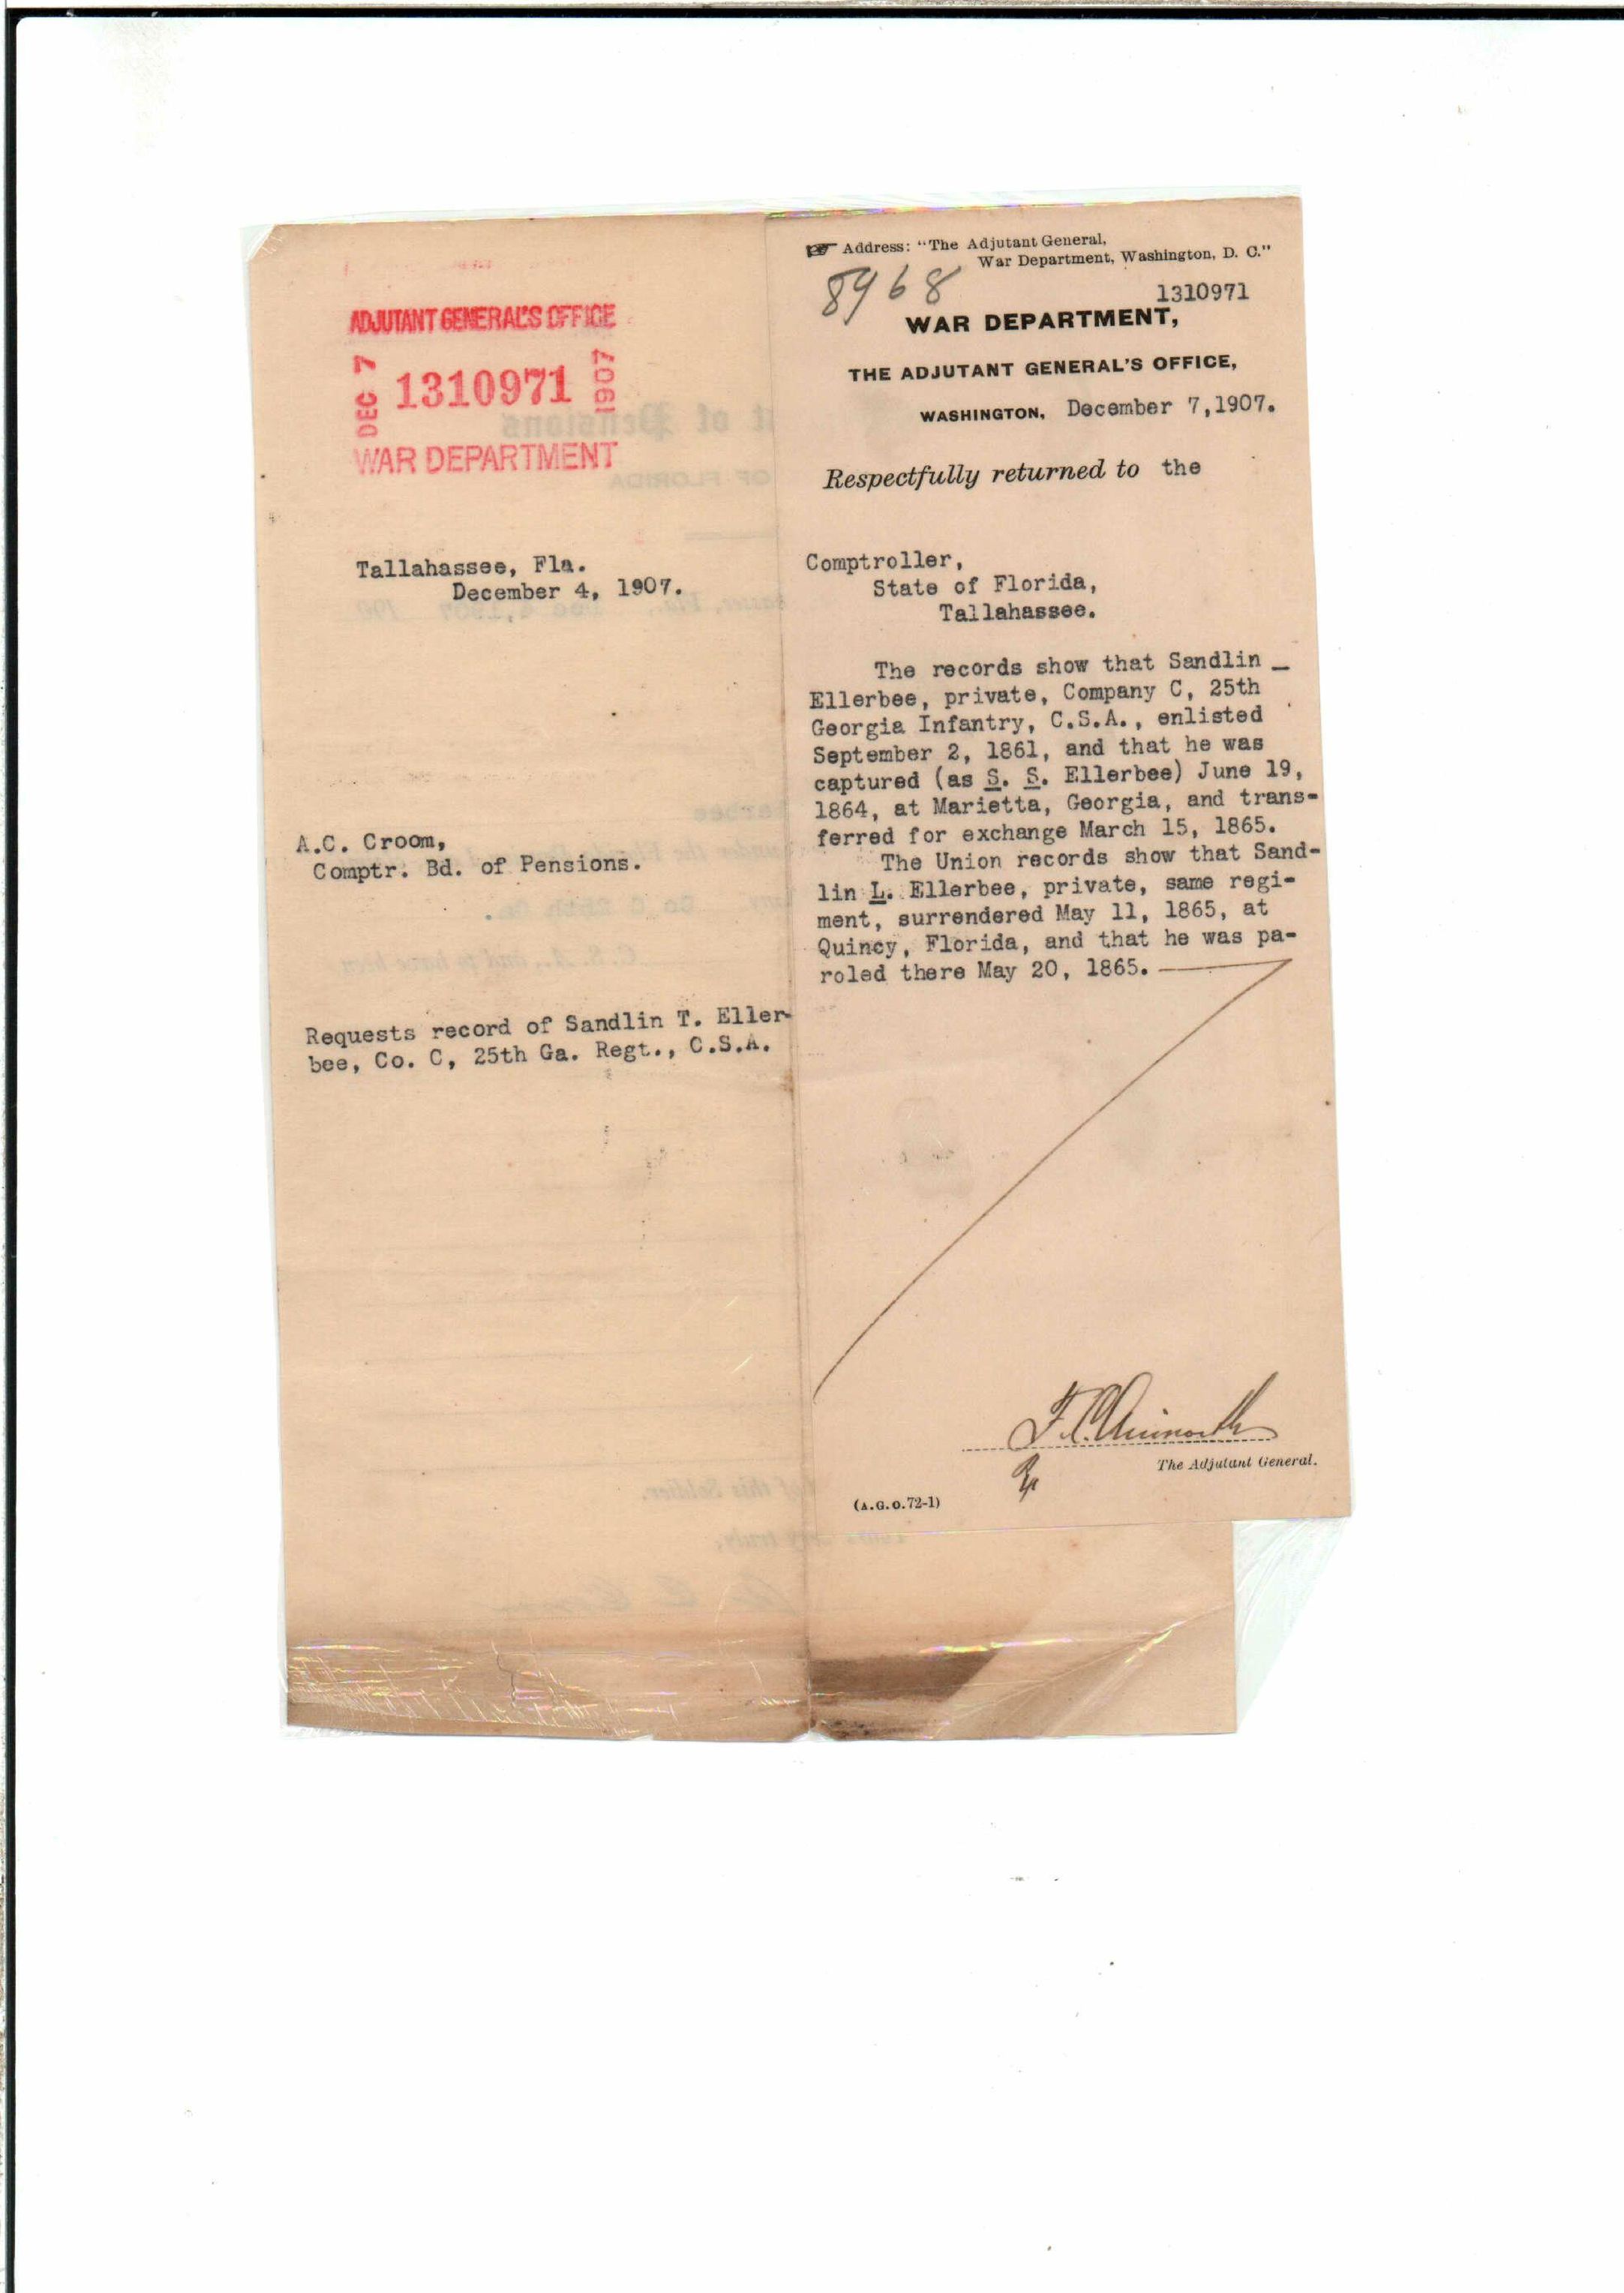 ADJUTANT GENERAL'S OFFICE
DEC 7 1310971 1907
WAR DEPARTMENT
Tallahassee, Fla.
December 4, 1907.
A.C. Croom,
Comptr. Bd. of Pensions.
Requests record of Sandlin T. Eller-
bee, Co. C, 25th Ga. Regt., C.S.A.
Address: "The Adjutant General,
War Department, Washington, D. C."
8968
1310971
WAR DEPARTMENT,
THE ADJUTANT GENERAL'S OFFICE,
WASHINGTON, December 7,1907.
Respectfully returned to the
Comptroller,
State of Florida,
Tallahassee.
The records show that Sandlin _
Ellerbee, private, Company C, 25th
Georgia Infantry, C.S.A., enlisted
September 2, 1861, and that he was
captured (as S. S. Ellerbee) June 19,
1864, at Marietta, Georgia, and trans-
ferred for exchange March 15, 1865.
The Union records show that Sand-
lin L. Ellerbee, private, same regi-
ment, surrendered May 11, 1865, at
Quincy, Florida, and that he was pa-
roled there May 20, 1865.
F.C. Ainsworth
The Adjutant General.
(A.G.O.72-1)